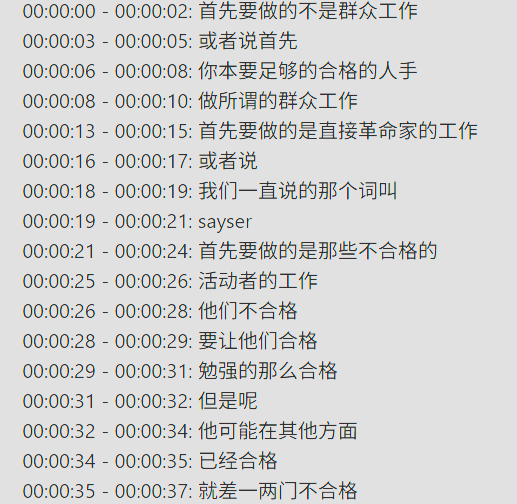 00:00:00 - 00:00:02: 首先要做的不是群众工作
00:00:03 - 00:00:05: 或者说首先
00:00:06 - 00:00:08: 你本要足够的合格的人手
00:00:08 - 00:00:10: 做所谓的群众工作
00:00:13 - 00:00:15: 首先要做的是直接革命家的工作
00:00:16 - 00:00:17: 或者说
00:00:18 - 00:00:19: 我们一直说的那个词叫
00:00:19 - 00:00:21: sayser
00:00:21 - 00:00:24: 首先要做的是那些不合格的
00:00:25 - 00:00:26: 活动者的工作
00:00:26 - 00:00:28: 他们不合格
00:00:28 - 00:00:29: 要让他们合格
00:00:29 - 00:00:31: 勉强的那么合格
00:00:31 - 00:00:32: 但是呢
00:00:32 - 00:00:34: 他可能在其他方面
00:00:34 - 00:00:35: 已经合格
00:00:35 - 00:00:37: 就差一两门不合格